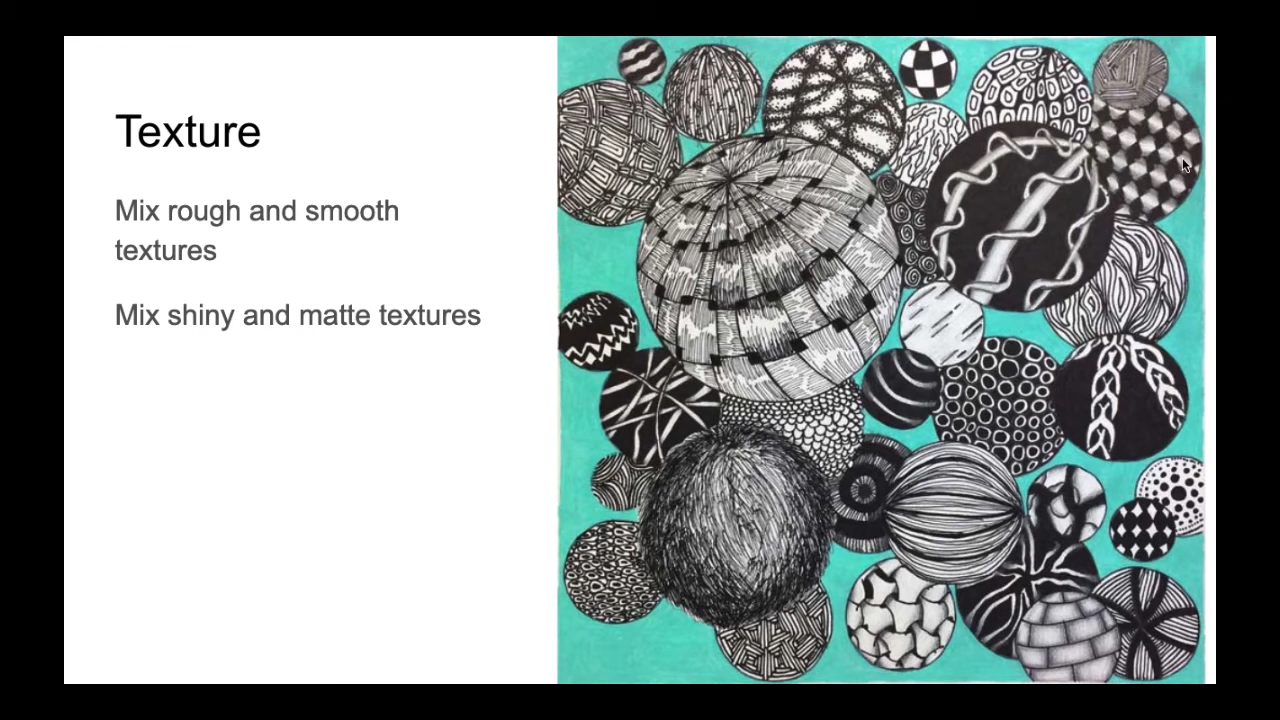 Texture
Mix rough and smooth
textures
Mix shiny and matte textures